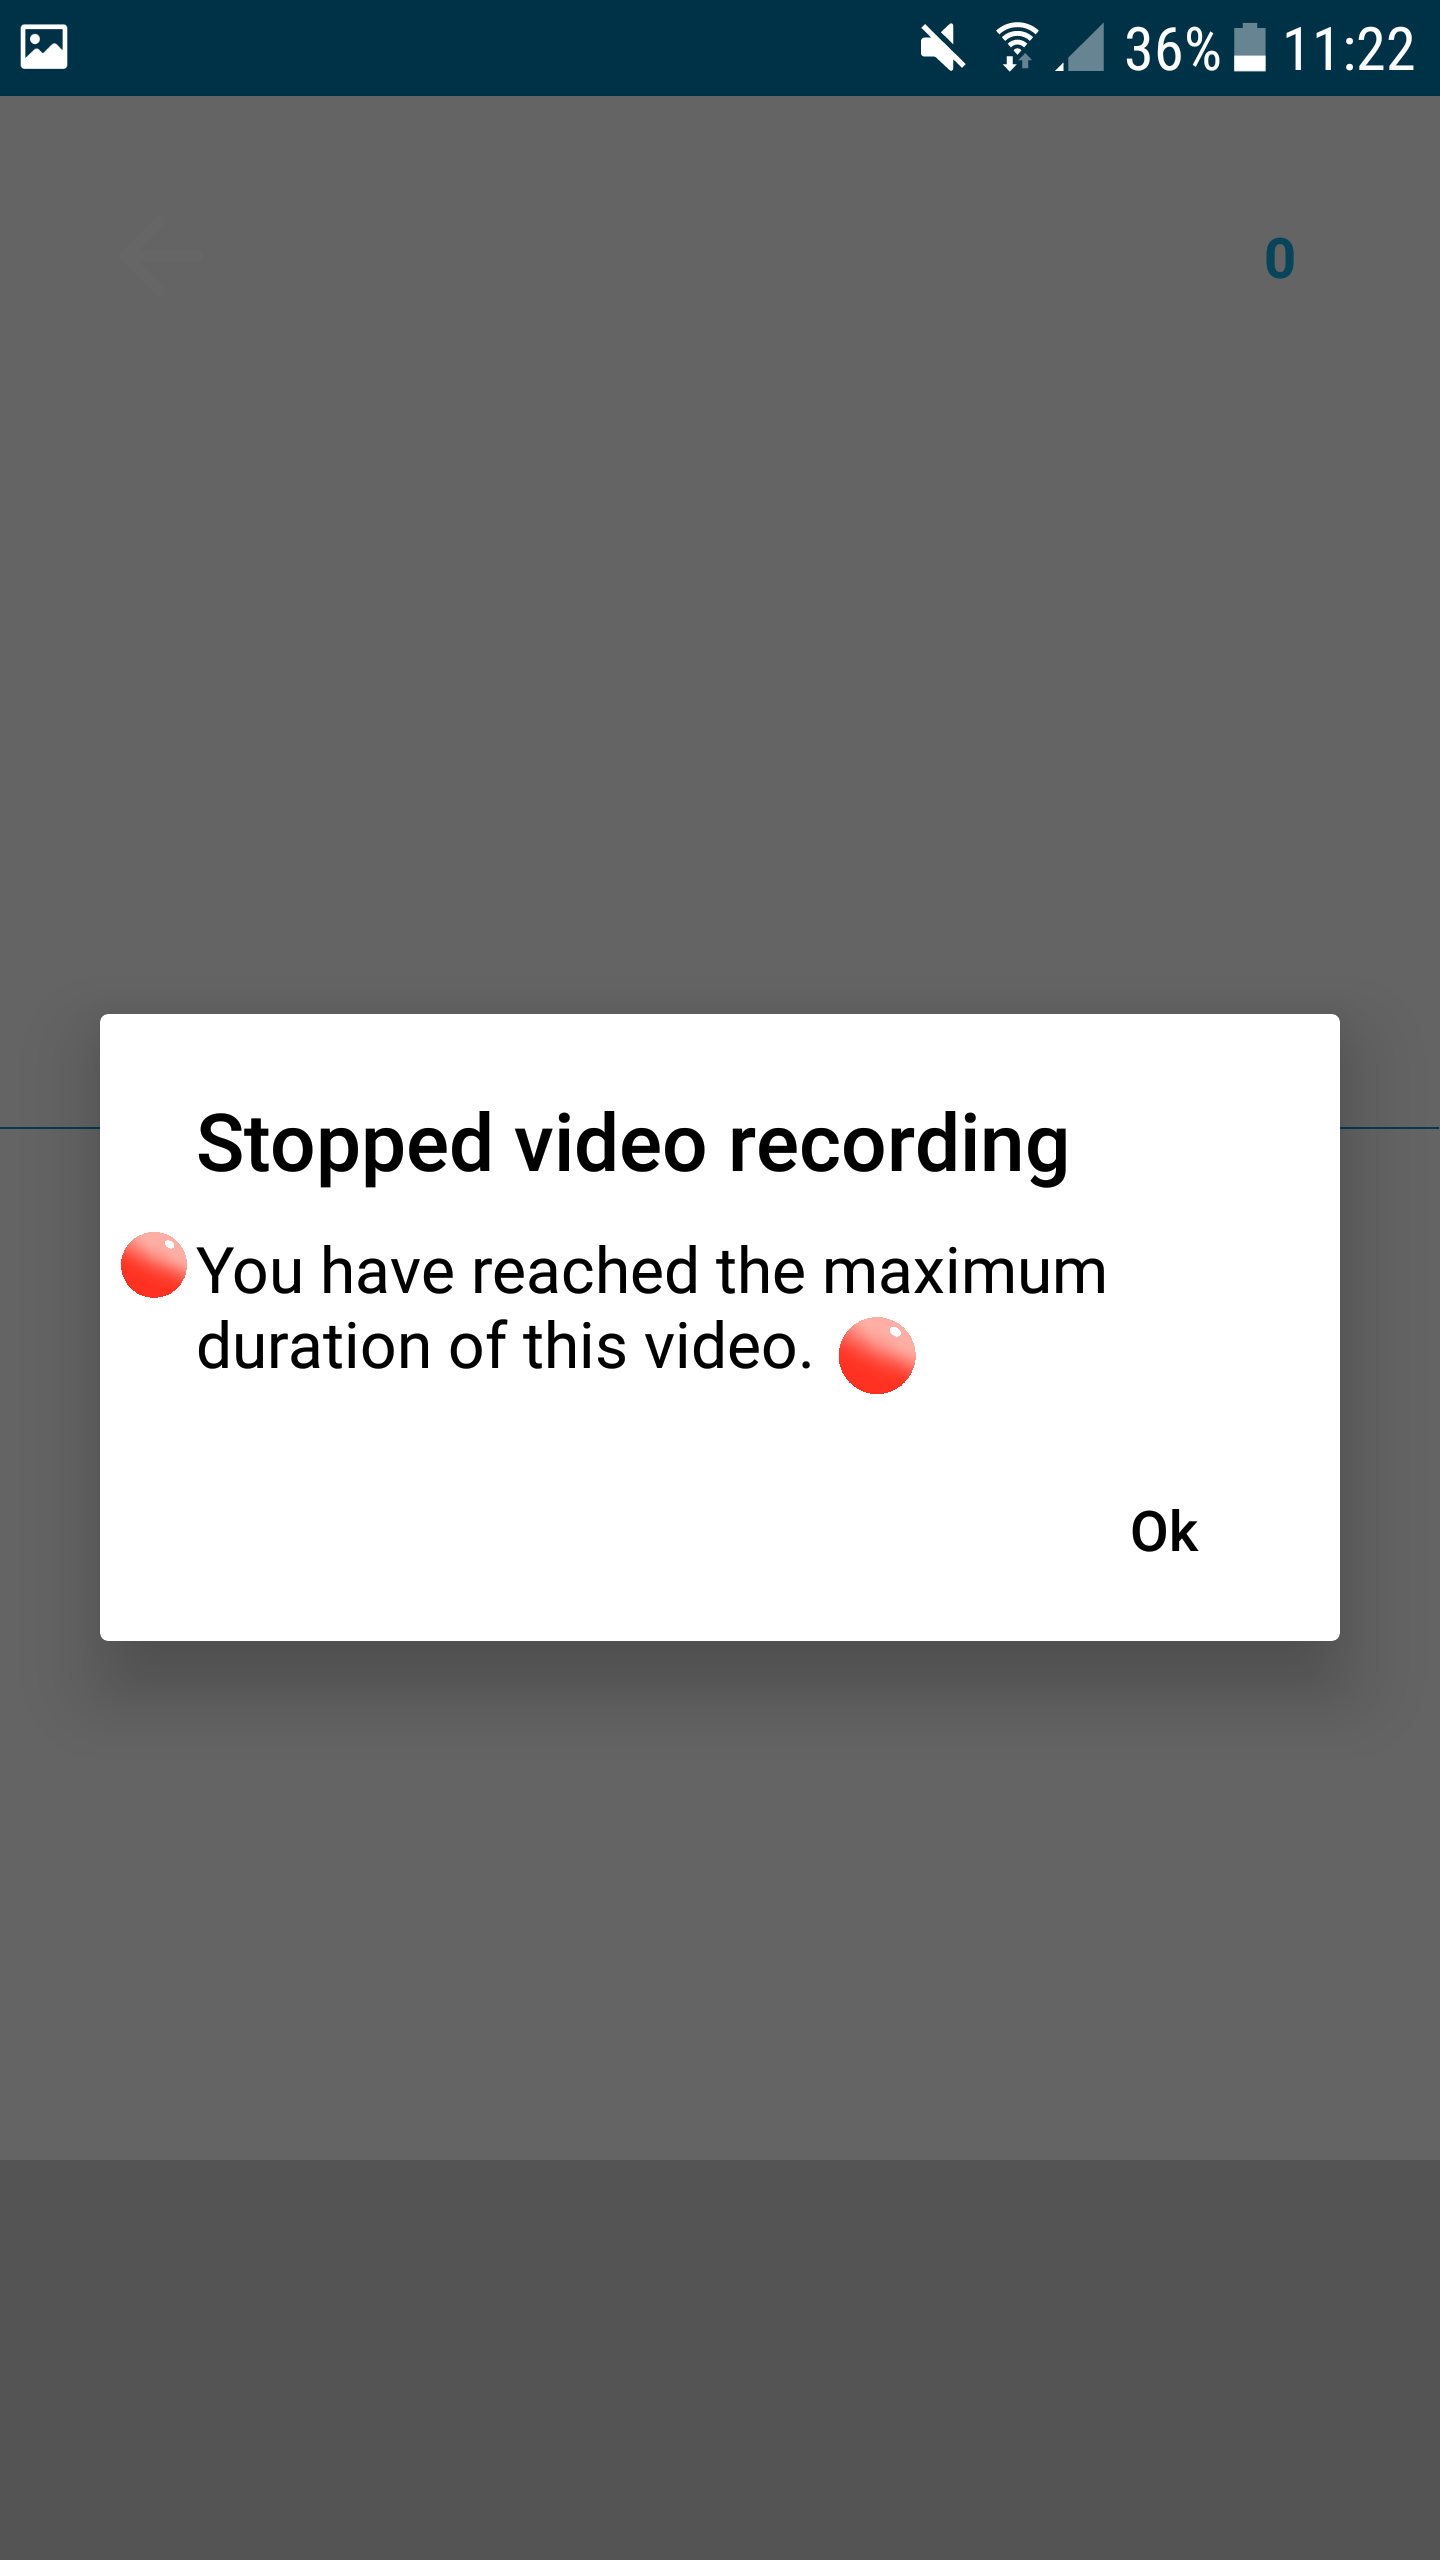 36% 11:22
0
Stopped video recording
You have reached the maximum
duration of this video.
Ok